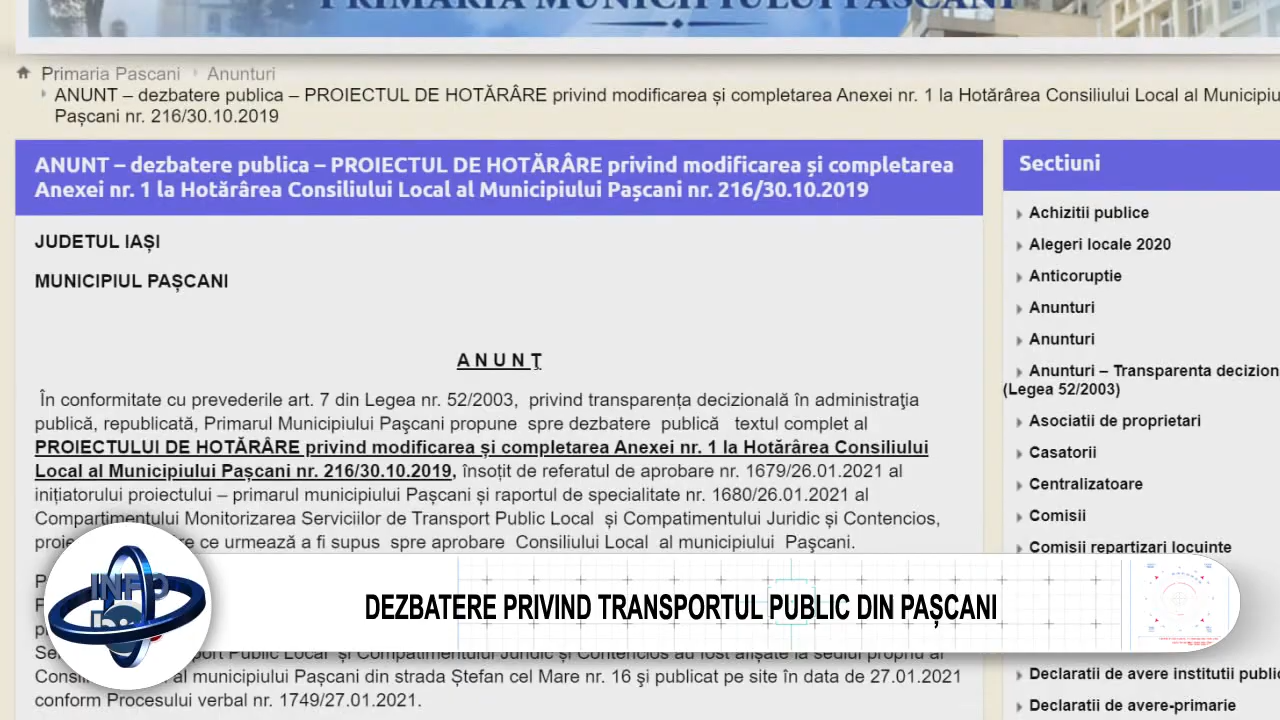 PRIMARIA MUNICIPIULUI PASCANI
Primaria Pascani Anunturi
ANUNT – dezbatere publica – PROIECTUL DE HOTĂRÂRE privind modificarea și completarea Anexei nr. 1 la Hotărârea Consiliului Local al Municipiu
Pașcani nr. 216/30.10.2019
ANUNT – dezbatere publica – PROIECTUL DE HOTĂRÂRE privind modificarea și completarea
Anexei nr. 1 la Hotărârea Consiliului Local al Municipiului Pașcani nr. 216/30.10.2019
JUDETUL IAȘI
MUNICIPIUL PAȘCANI
A N U N Ţ
În conformitate cu prevederile art. 7 din Legea nr. 52/2003, privind transparența decizională în administraţia
publică, republicată, Primarul Municipiului Paşcani propune spre dezbatere publică textul complet al
PROIECTULUI DE HOTĂRÂRE privind modificarea și completarea Anexei nr. 1 la Hotărârea Consiliului
Local al Municipiului Pașcani nr. 216/30.10.2019, însoțit de referatul de aprobare nr. 1679/26.01.2021 al
inițiatorului proiectului – primarul municipiului Pașcani și raportul de specialitate nr. 1680/26.01.2021 al
Compartimentului Monitorizarea Serviciilor de Transport Public Local și Compatimentului Juridic și Contencios,
proie re ce urmează a fi supus spre aprobare Consiliului Local al municipiului Paşcani.
Public Local și Compatimentului Juridic și Contencios au fost afișate la sediul propriu al
Cons al municipiului Pașcani din strada Ștefan cel Mare nr. 16 şi publicat pe site în data de 27.01.2021
conform Procesului verbal nr. 1749/27.01.2021.
Sectiuni
Achizitii publice
Alegeri locale 2020
Anticoruptie
Anunturi
Anunturi
Anunturi – Transparenta decizion
(Legea 52/2003)
Asociatii de proprietari
Casatorii
Centralizatoare
Comisii
Comisii repartizari locuinte
Declaratii de avere institutii public
Declaratii de avere-primarie
INFO
DEZBATERE PRIVIND TRANSPORTUL PUBLIC DIN PAȘCANI